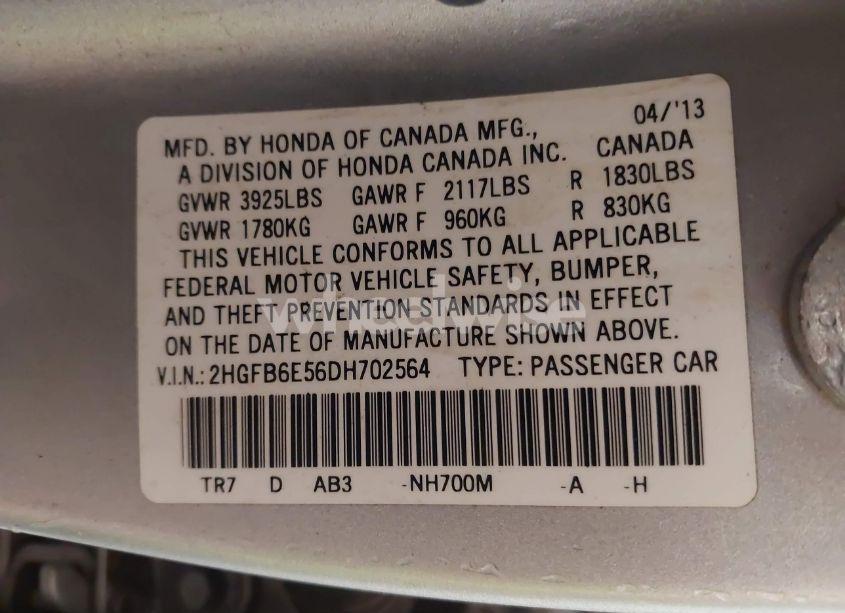 04/'13
MFD. BY HONDA OF CANADA MFG.,
A DIVISION OF HONDA CANADA INC. CANADA
GVWR 3925LBS GAWR F 2117LBS R 1830LBS
GVWR 1780KG GAWR F 960KG R 830KG
THIS VEHICLE CONFORMS TO ALL APPLICABLE
FEDERAL MOTOR VEHICLE SAFETY, BUMPER,
AND THEFT PREVENTION STANDARDS IN EFFECT
wheelwise
ON THE DATE OF MANUFACTURE SHOWN ABOVE.
V.I.N.: 2HGFB6E56DH702564 TYPE: PASSENGER CAR
TR7 D AB3 -NH700M -A -H